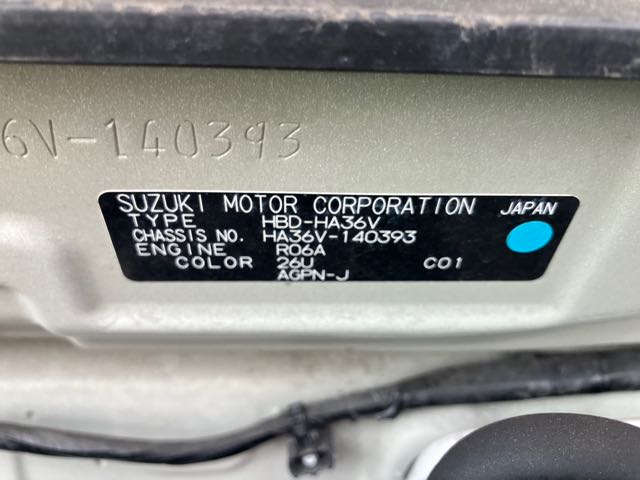 6V-140393
SUZUKI MOTOR CORPORATION JAPAN
TYPE HBD-HA36V
CHASSIS NO. HA36V-140393
ENGINE R06A
COLOR 26U C01
AGPN-J